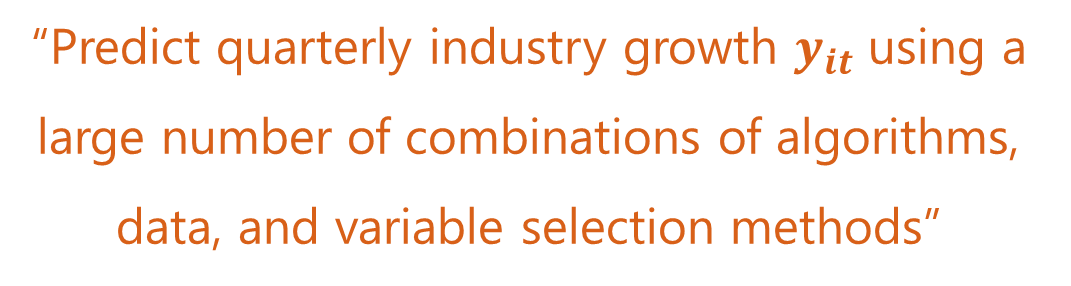 “Predict quarterly industry growth y_it using a
large number of combinations of algorithms,
data, and variable selection methods”